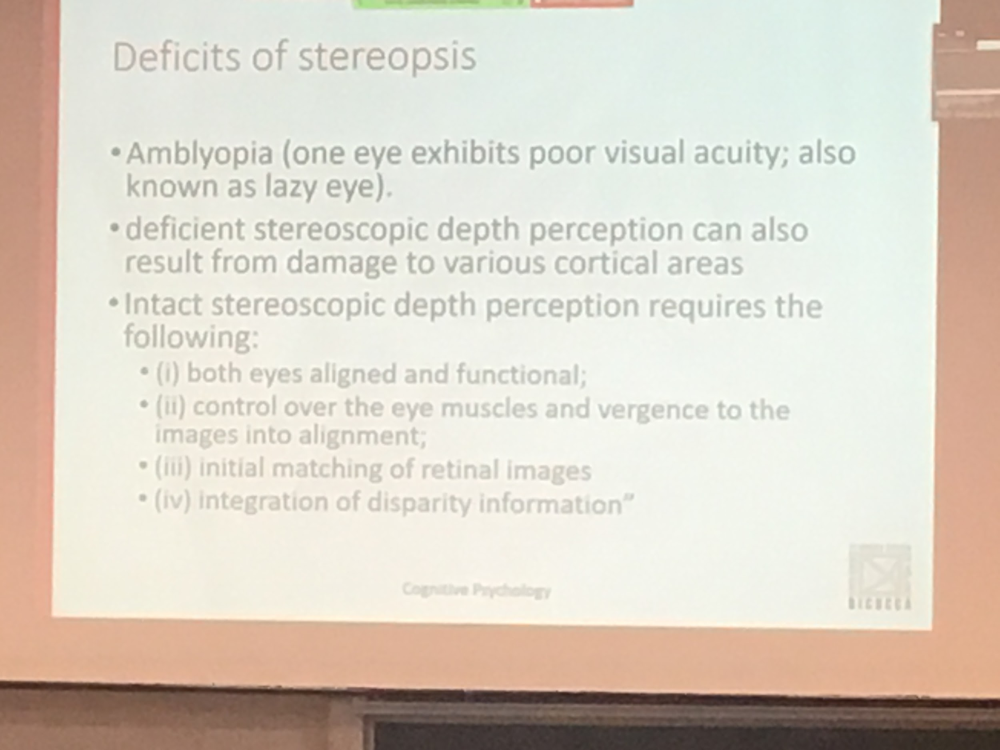 Deficits of stereopsis
• Amblyopia (one eye exhibits poor visual acuity; also
known as lazy eye).
• deficient stereoscopic depth perception can also
result from damage to various cortical areas
• Intact stereoscopic depth perception requires the
following:
• (i) both eyes aligned and functional;
• (ii) control over the eye muscles and vergence to the
images into alignment;
• (iii) initial matching of retinal images
• (iv) integration of disparity information”
Cognitive Psychology
BICOCCA